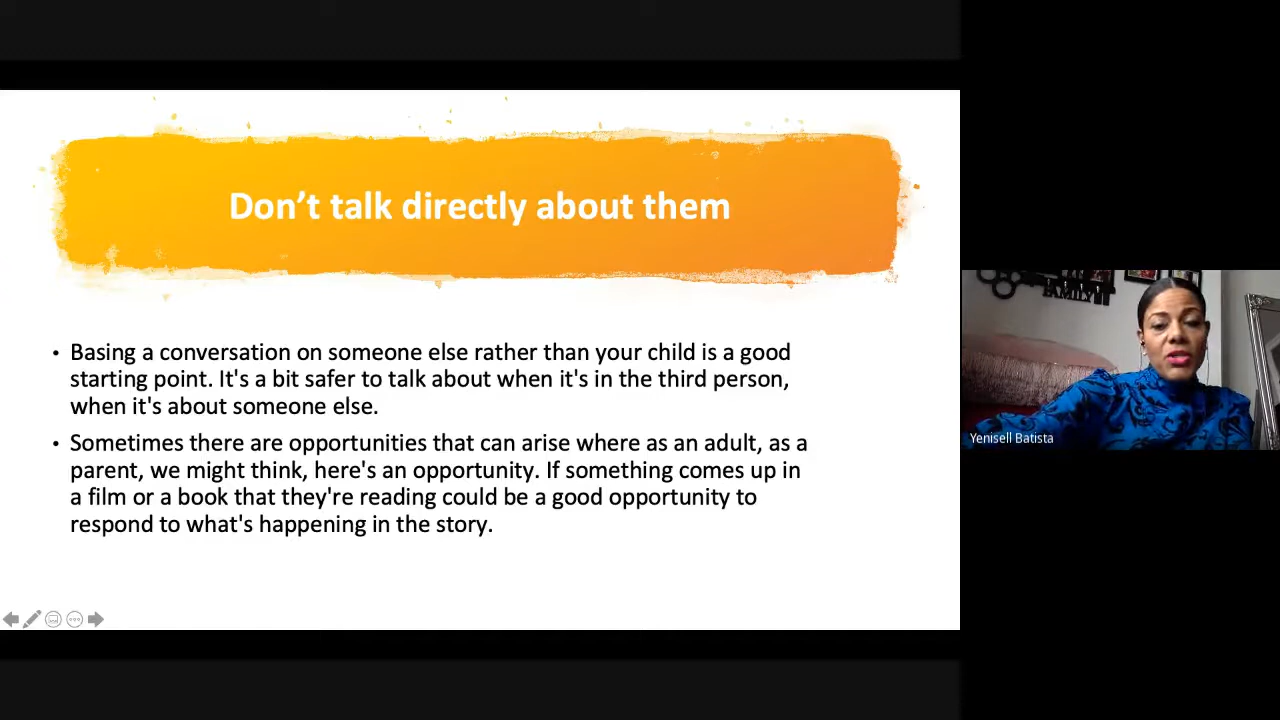 Don’t talk directly about them
• Basing a conversation on someone else rather than your child is a good
starting point. It's a bit safer to talk about when it's in the third person,
when it's about someone else.
• Sometimes there are opportunities that can arise where as an adult, as a
parent, we might think, here's an opportunity. If something comes up in
a film or a book that they're reading could be a good opportunity to
respond to what's happening in the story.
FAMILY
Yenisell Batista